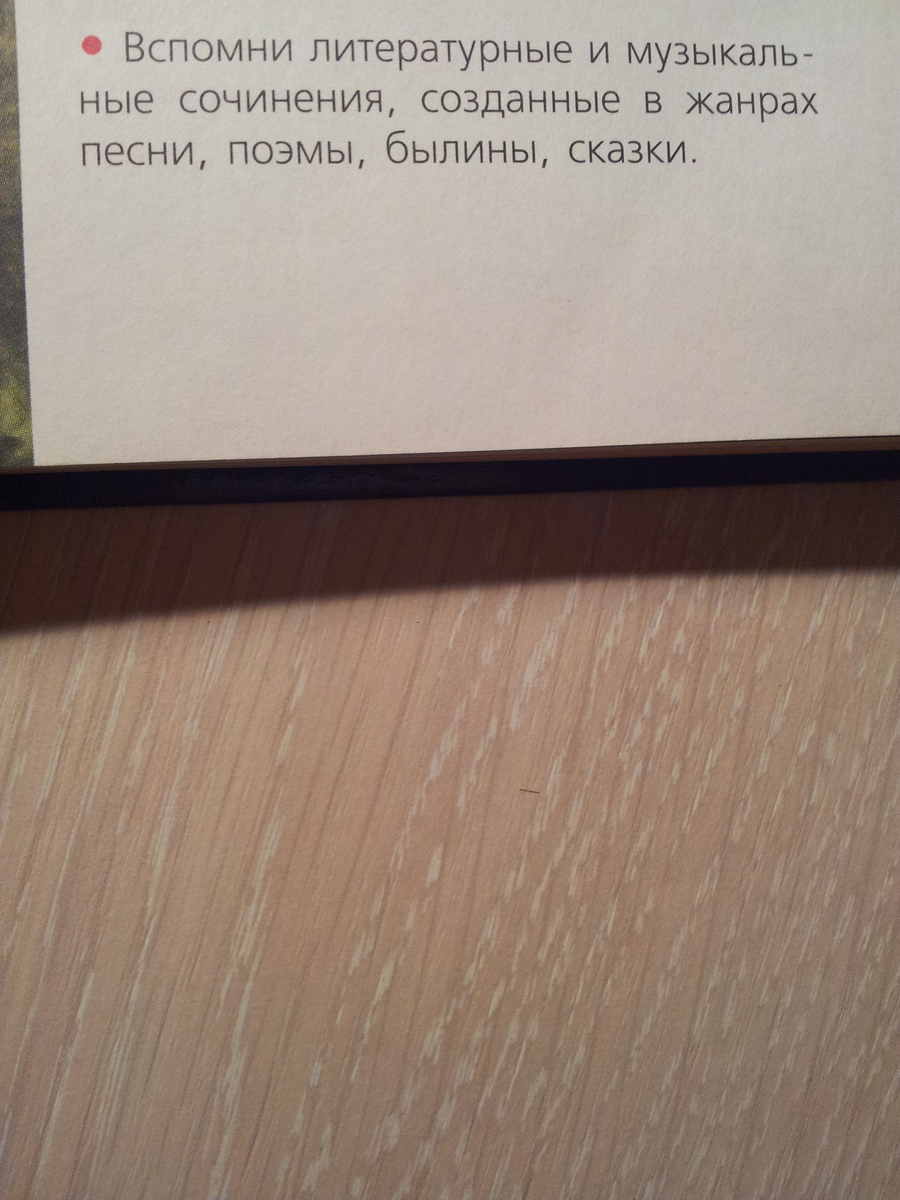 • Вспомни литературные и музыкаль-
ные сочинения, созданные в жанрах
песни, поэмы, былины, сказки.